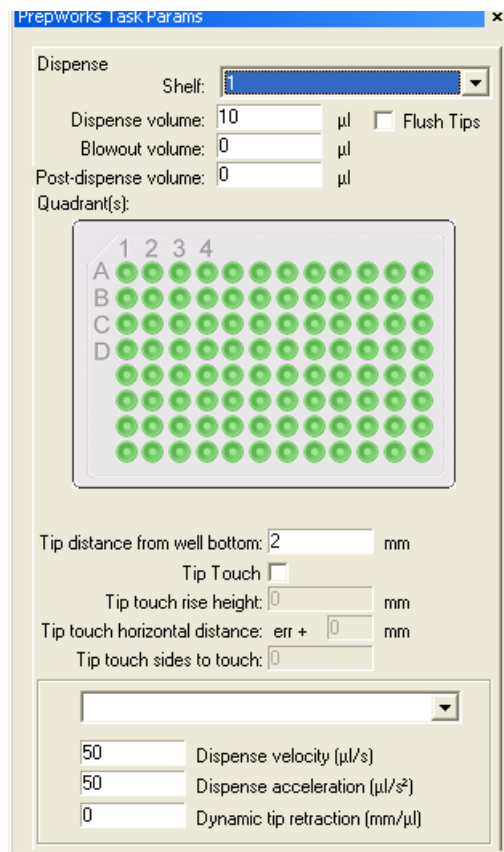 PrepWorks Task Params x
Dispense
Shelf: 1
Dispense volume: 10 µl Flush Tips
Blowout volume: 0 µl
Post-dispense volume: 0 µl
Quadrant(s):
1 2 3 4
A
B
C
D
Tip distance from well bottom: 2 mm
Tip Touch
Tip touch rise height: 0 mm
Tip touch horizontal distance: err + 0 mm
Tip touch sides to touch: 0
50 Dispense velocity (µl/s)
50 Dispense acceleration (µl/s²)
0 Dynamic tip retraction (mm/µl)